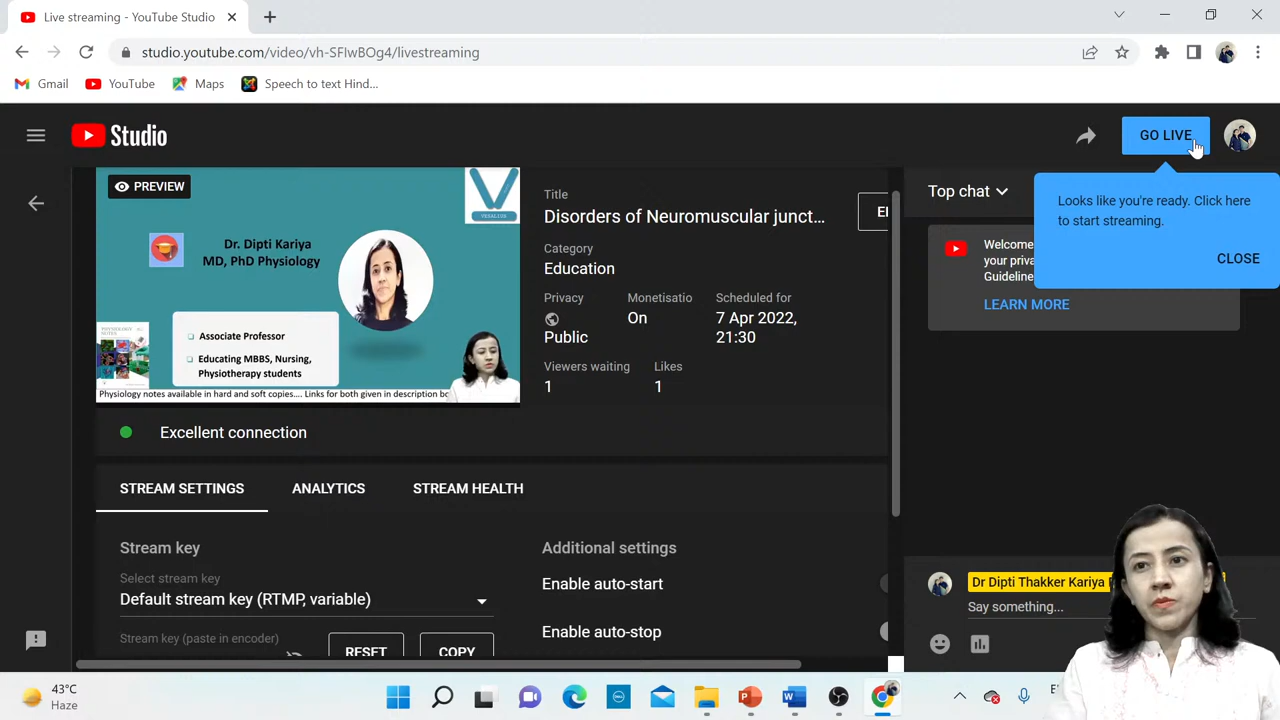 Live streaming - YouTube Studio
studio.youtube.com/video/vh-SFIwBOg4/livestreaming
Gmail
YouTube
Maps
Speech to text Hind...
Studio
GO LIVE
PREVIEW
VESALIUS
Dr. Dipti Kariya
MD, PhD Physiology
Associate Professor
Educating MBBS, Nursing,
Physiotherapy students
Physiology notes available in hard and soft copies.... Links for both given in description bo
Title
Disorders of Neuromuscular junct...
Category
Education
Privacy
Monetisatio
Scheduled for
Public
On
7 Apr 2022,
21:30
Viewers waiting
Likes
1
1
Top chat
Looks like you're ready. Click here
to start streaming.
CLOSE
Welcome
your priva
Guideline
LEARN MORE
Excellent connection
STREAM SETTINGS
ANALYTICS
STREAM HEALTH
Stream key
Additional settings
Select stream key
Default stream key (RTMP, variable)
Enable auto-start
Stream key (paste in encoder)
RESET
COPY
Enable auto-stop
Dr Dipti Thakker Kariya
Say something...
43°C
Haze